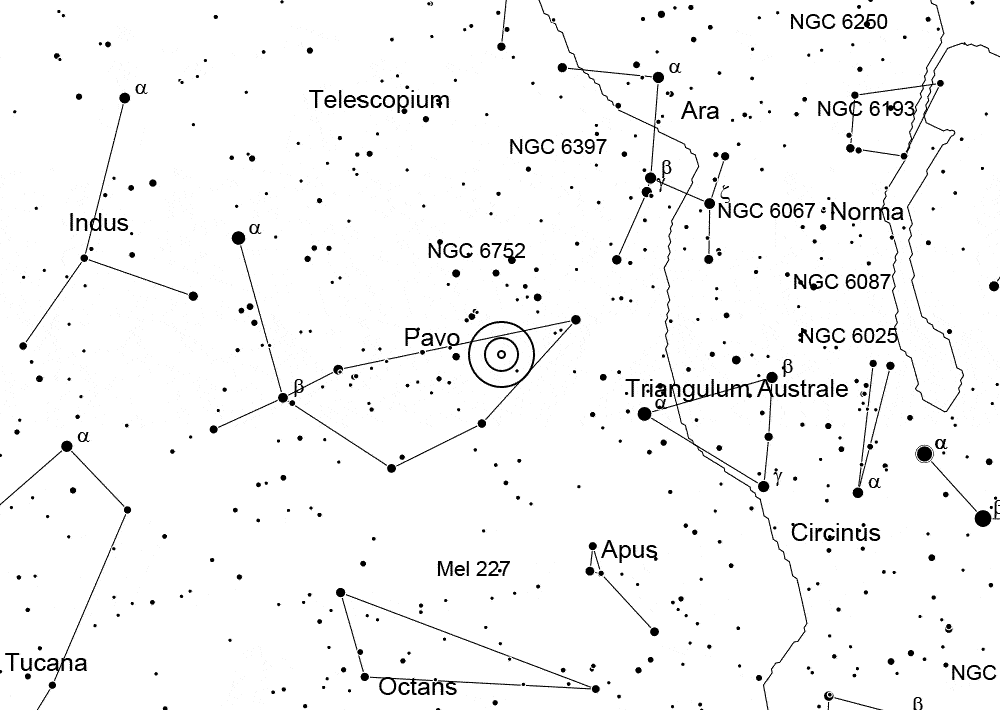 NGC 6250
α
α
Telescopium
Ara
NGC 6193
NGC 6397
β
γ
ζ
NGC 6067
Norma
Indus
α
NGC 6752
NGC 6087
Pavo
NGC 6025
β
β
Triangulum Australe
α
α
α
γ
α
β
Circinus
Apus
Mel 227
Tucana
Octans
NGC
β